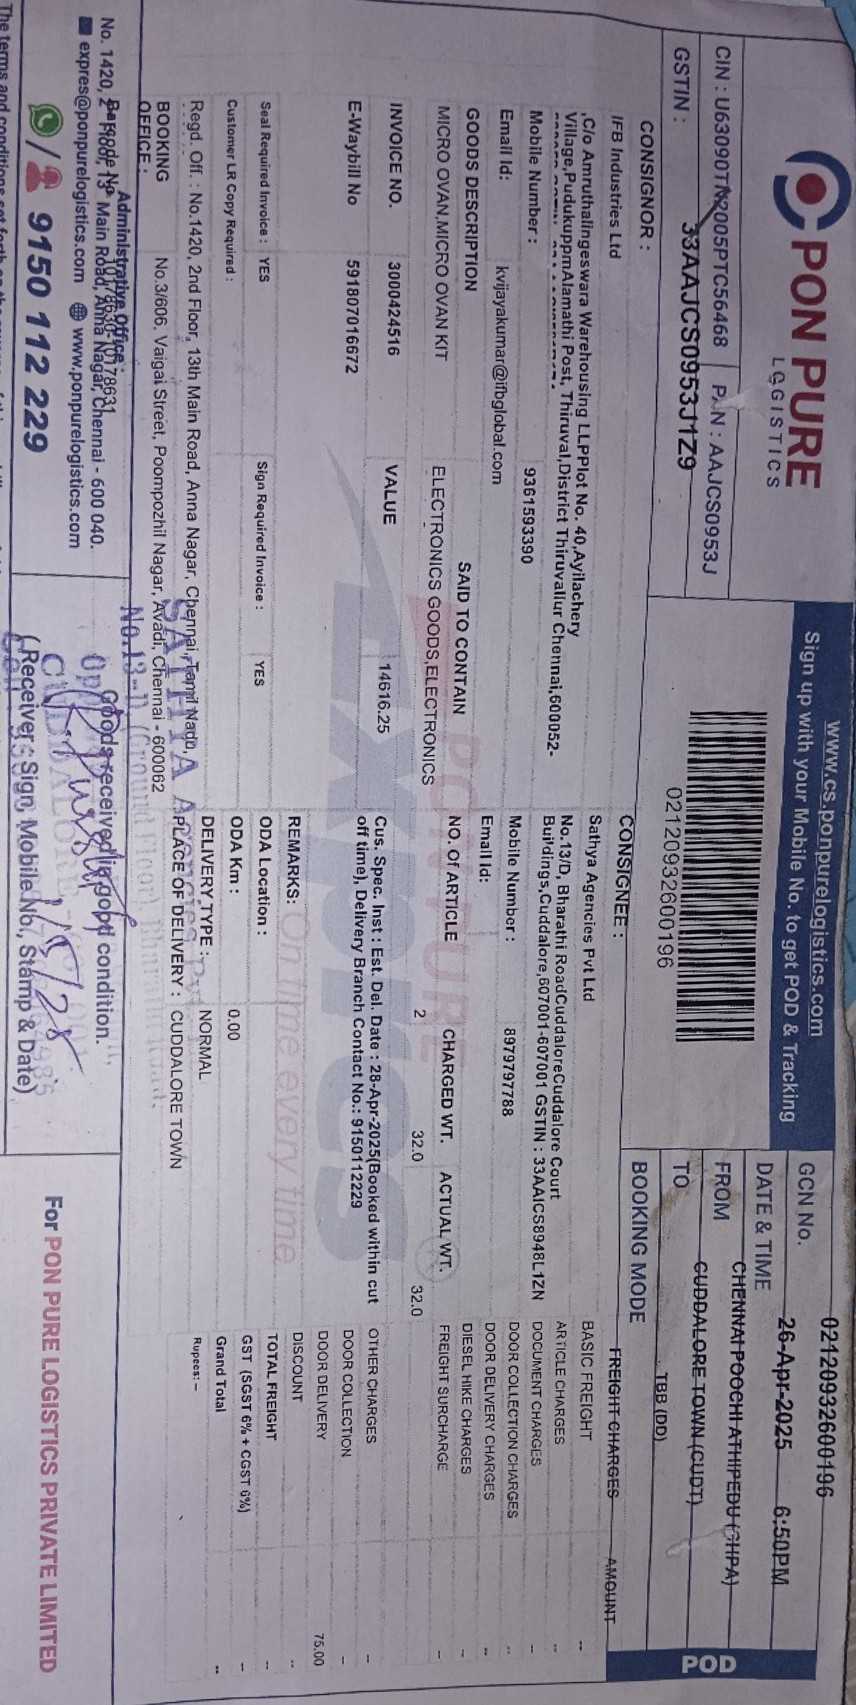 PON PURE
LOGISTICS
www.cs.ponpurelogistics.com
Sign up with your Mobile No. to get POD & Tracking
CIN : U63090TN2005PTC56468 PAN : AAJCS0953J
GSTIN : 33AAJCS0953J1Z9
02120932600196
GCN No. 02120932600196
DATE & TIME 26-Apr-2025 6:50PM
FROM CHENNAI POOCHI ATHIPEDU (CHPA)
TO CUDDALORE TOWN (CUDT)
BOOKING MODE TBB (DD)
POD
CONSIGNOR :
IFB Industries Ltd
,C/o Amruthalingeswara Warehousing LLPPlot No. 40,Ayilachery
Village,PudukuppomAlamathi Post, Thiruval,District Thiruvallur Chennai,600052-
Mobile Number : 9361593390
Email Id: kvijayakumar@ifbglobal.com
CONSIGNEE :
Sathya Agencies Pvt Ltd
No.13/D, Bharathi RoadCuddaloreCuddalore Court
Buildings,Cuddalore,607001-607001 GSTIN : 33AAICS8948L1ZN
Mobile Number : 8979797788
Email Id:
GOODS DESCRIPTION SAID TO CONTAIN NO. Of ARTICLE CHARGED WT. ACTUAL WT.
MICRO OVAN,MICRO OVAN KIT ELECTRONICS GOODS,ELECTRONICS 2 32.0 32.0
INVOICE NO. 3000424516 VALUE 14616.25
E-Waybill No 591807016672
Cus. Spec. Inst : Est. Del. Date : 28-Apr-2025(Booked within cut
off time), Delivery Branch Contact No.: 9150112229
REMARKS:
Seal Required Invoice : YES Sign Required Invoice : YES
Customer LR Copy Required :
ODA Location :
ODA Km : 0.00
DELIVERY TYPE : NORMAL
PLACE OF DELIVERY : CUDDALORE TOWN
Regd. Off. : No.1420, 2nd Floor, 13th Main Road, Anna Nagar, Chennai, Tamil Nadu,
BOOKING OFFICE : No.3/606, Vaigai Street, Poompozhil Nagar, Avadi, Chennai - 600062
FREIGHT CHARGES AMOUNT
BASIC FREIGHT --
ARTICLE CHARGES --
DOCUMENT CHARGES --
DOOR COLLECTION CHARGES --
DOOR DELIVERY CHARGES --
DIESEL HIKE CHARGES --
FREIGHT SURCHARGE --
OTHER CHARGES --
DOOR COLLECTION --
DOOR DELIVERY 75.00
DISCOUNT --
TOTAL FREIGHT --
GST (SGST 6% + CGST 6%) --
Grand Total --
Rupees: --
PON PURE
EXPRCS
On time every time
Administrative Office :
Barcode No 10178630-10178631
No. 1420, 2nd Floor, 13th Main Road, Anna Nagar, Chennai - 600 040.
expres@ponpurelogistics.com www.ponpurelogistics.com
9150 112 229
Goods received in good condition.
(Receiver : Sign, Mobile No., Stamp & Date)
For PON PURE LOGISTICS PRIVATE LIMITED